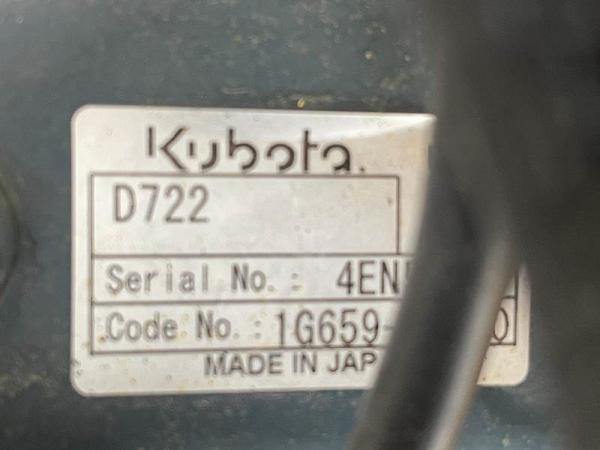 Kubota.
D722
Serial No.: 4EN
Code No.: 1G659-
MADE IN JAP